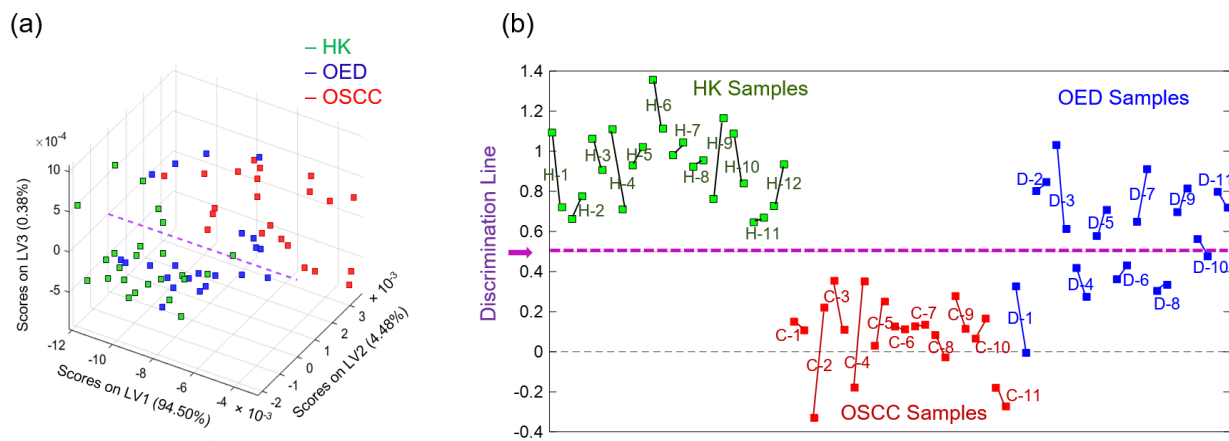 (a)
– HK
– OED
– OSCC
×10⁻⁴
10
5
0
-5
Scores on LV3 (0.38%)
-12
-10
-8
-6
-4
× 10⁻³
Scores on LV1 (94.50%)
-2
-1
0
1
2
3
× 10⁻³
Scores on LV2 (4.48%)
(b)
Discrimination Line
1.4
1.2
1
0.8
0.6
0.4
0.2
0
-0.2
-0.4
HK Samples
H-1
H-2
H-3
H-4
H-5
H-6
H-7
H-8
H-9
H-10
H-11
H-12
OSCC Samples
C-1
C-2
C-3
C-4
C-5
C-6
C-7
C-8
C-9
C-10
C-11
OED Samples
D-1
D-2
D-3
D-4
D-5
D-6
D-7
D-8
D-9
D-10
D-11